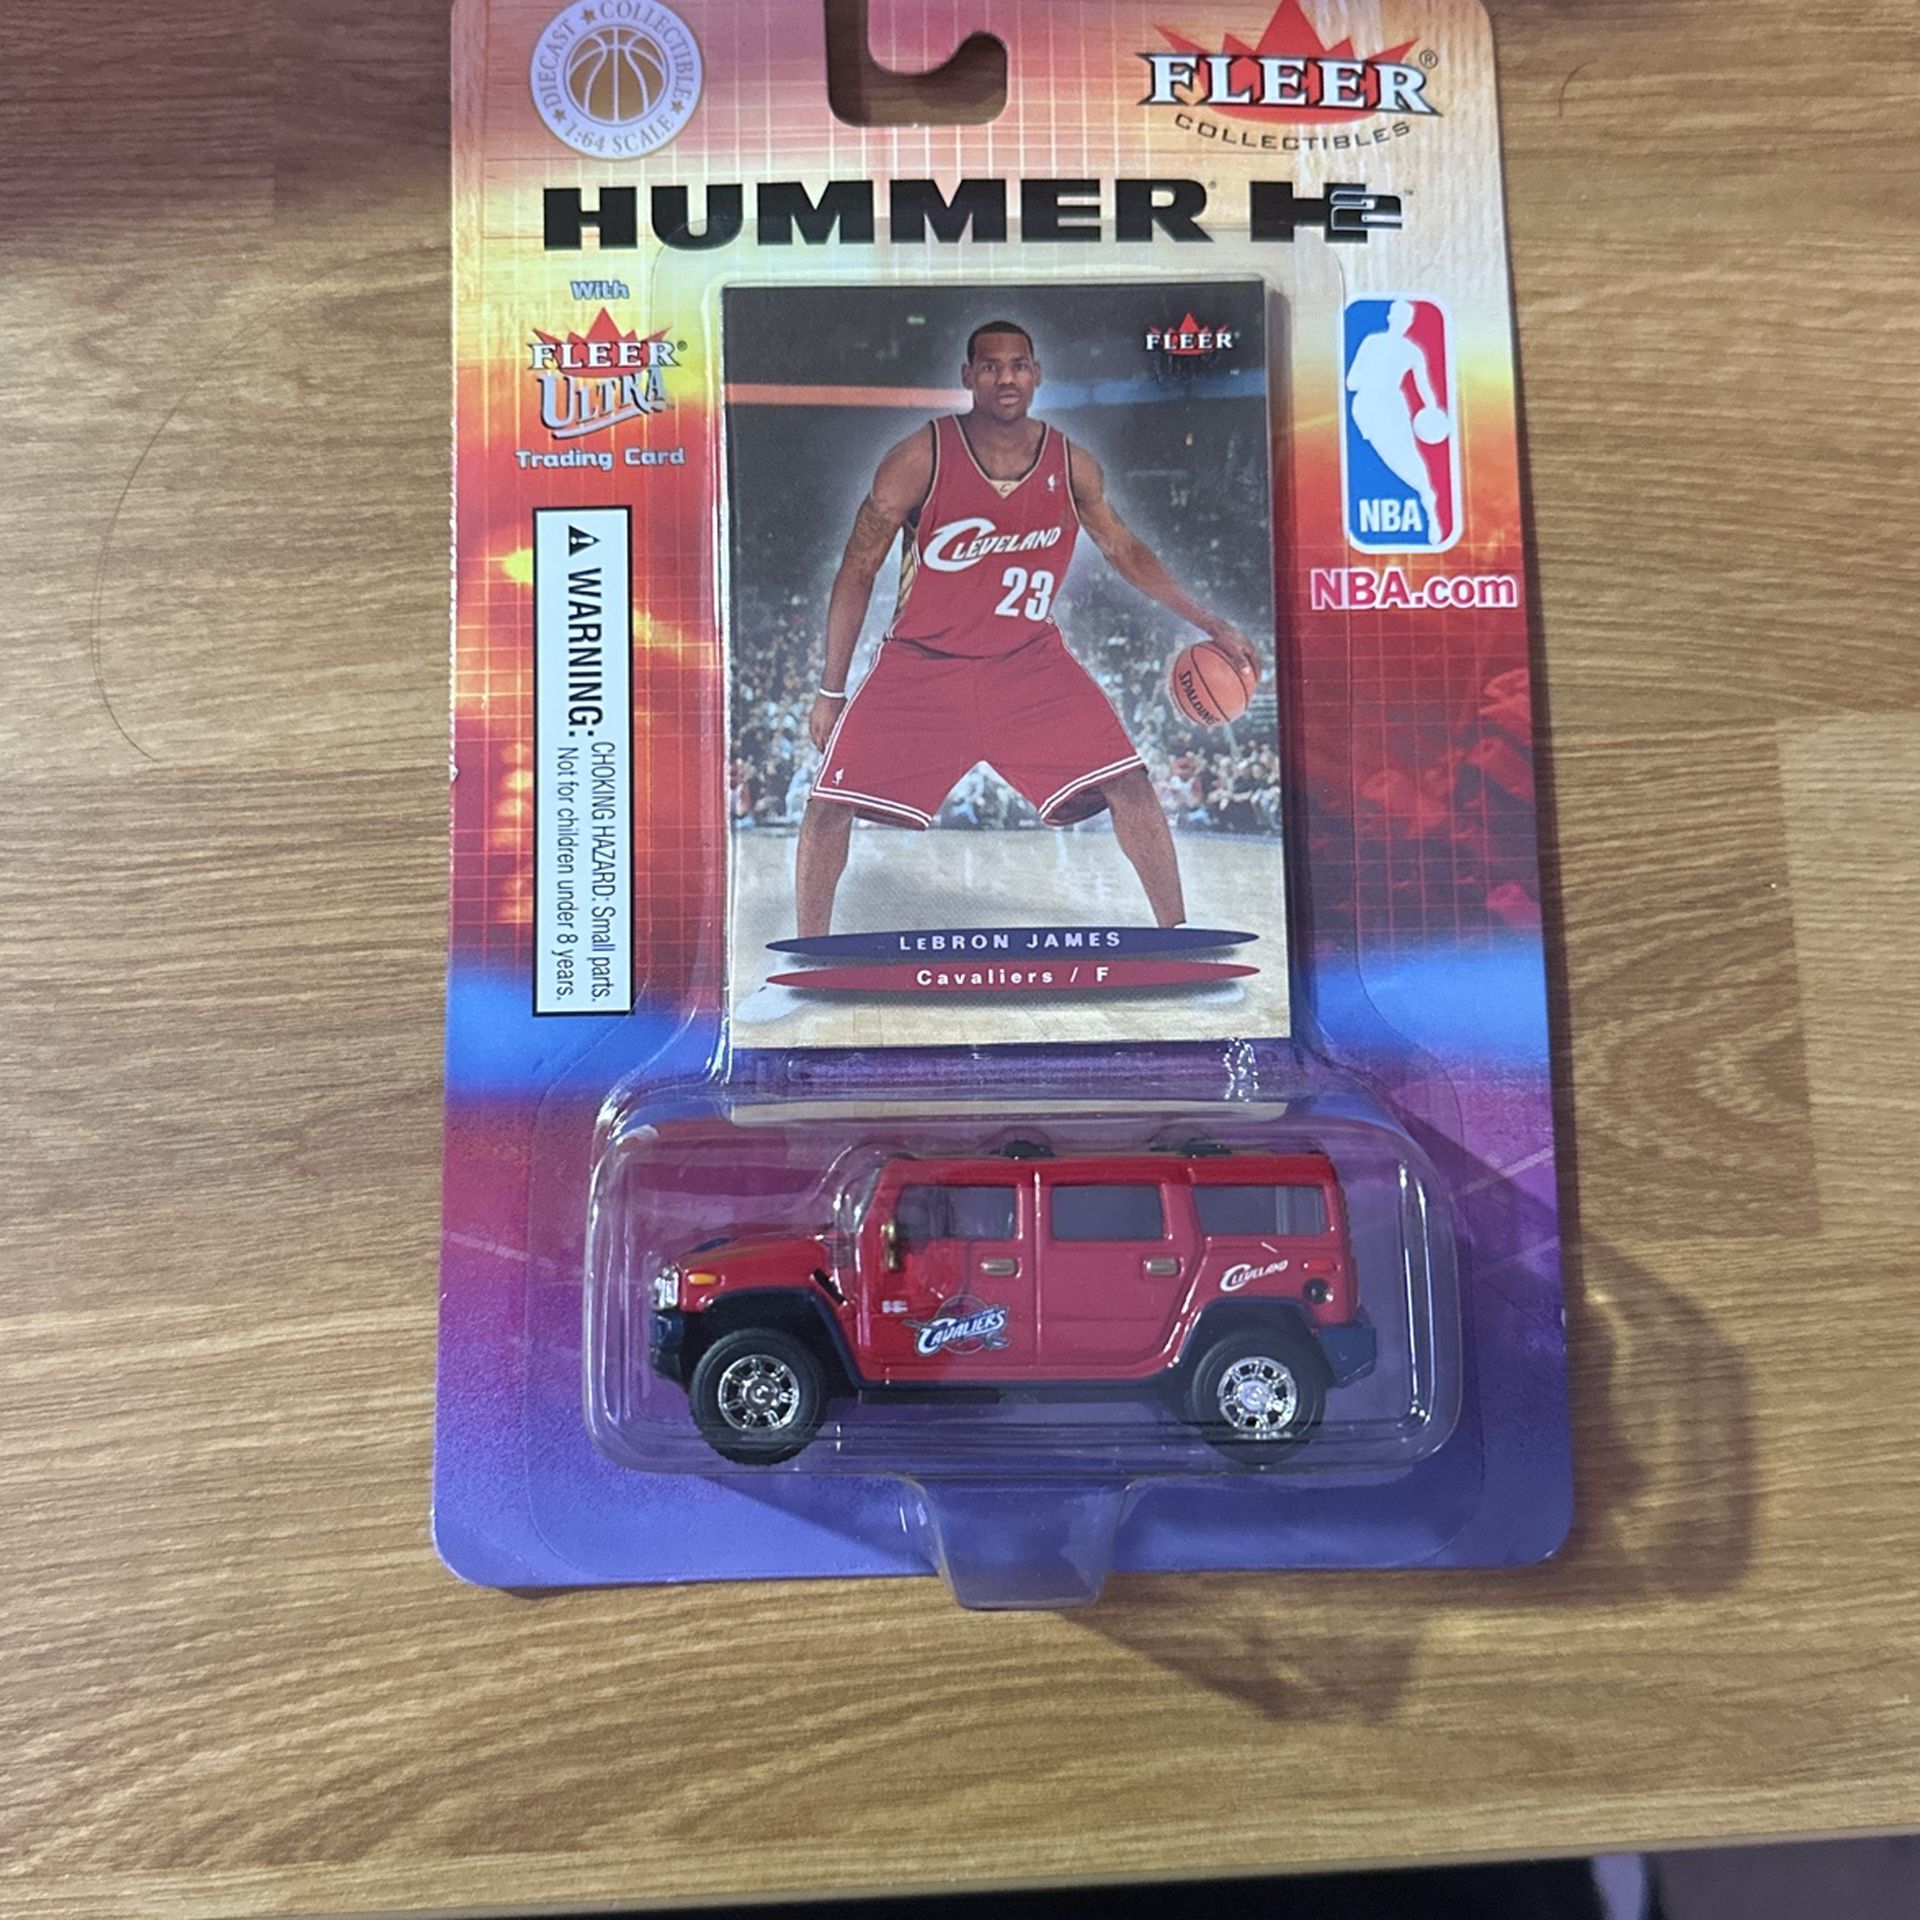 DIECAST ★ COLLECTIBLE ★ 1:64 SCALE ★
FLEER®
COLLECTIBLES
HUMMER® H2™
With
FLEER®
ULTRA
Trading Card
FLEER®
NBA
NBA.com
⚠ WARNING:
CHOKING HAZARD: Small parts.
Not for children under 8 years.
CLEVELAND
23
SPALDING
LEBRON JAMES
Cavaliers / F
CLEVELAND
CAVALIERS